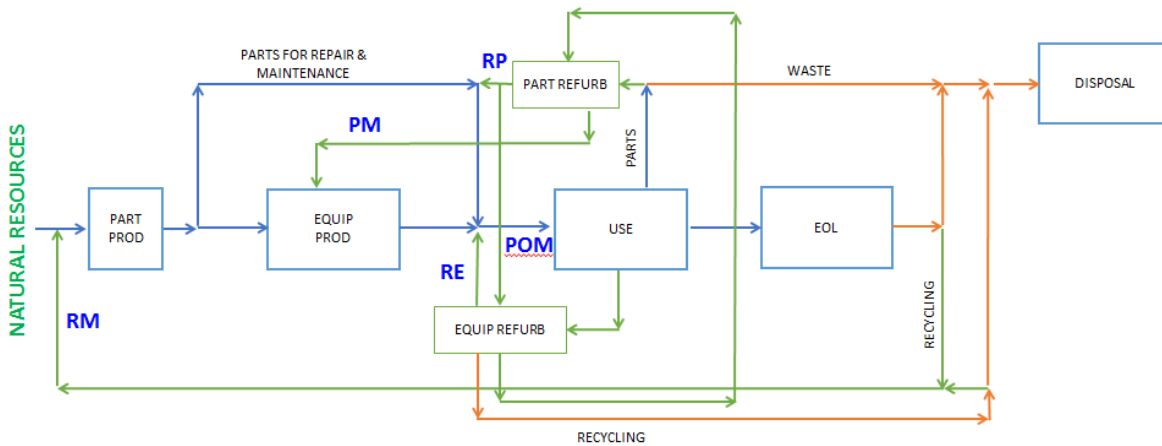 PARTS FOR REPAIR &
MAINTENANCE
RP
PART REFURB
WASTE
DISPOSAL
PM
PARTS
NATURAL RESOURCES
PART
PROD
EQUIP
PROD
POM
USE
EOL
RE
RM
EQUIP REFURB
RECYCLING
RECYCLING